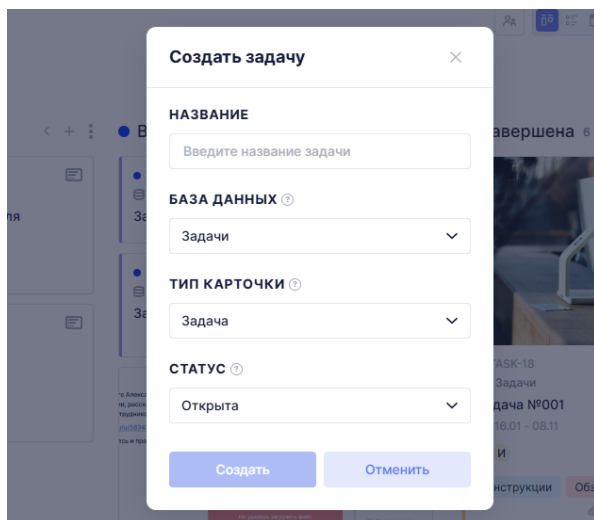 Создать задачу
НАЗВАНИЕ
Введите название задачи
БАЗА ДАННЫХ
Задачи
ТИП КАРТОЧКИ
Задача
СТАТУС
Открыта
Создать
Отменить
В
авершена 6
ля
За
За
TASK-18
Задачи
дача №001
16.01 - 08.11
И
нструкции
Обз